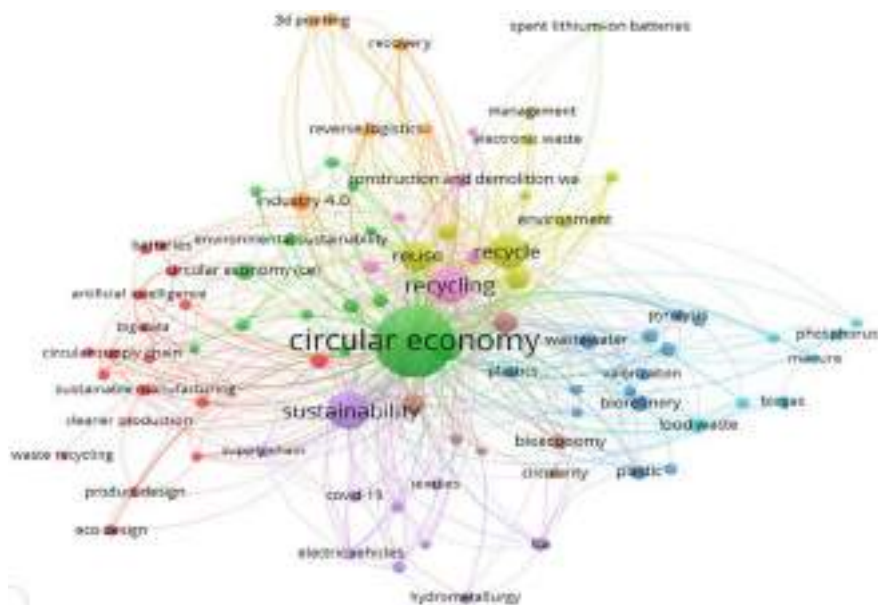 3d printing
spent lithium-ion batteries
recovery
management
reverse logistics
electronic waste
construction and demolition wa
industry 4.0
environment
batteries
environmental sustainability
reuse
recycle
circular economy (ce)
recycling
artificial intelligence
big data
circular economy
wastewater
pyrolysis
phosphorus
circular supply chain
plastics
valorization
manure
sustainable manufacturing
sustainability
biorefinery
biogas
cleaner production
food waste
waste recycling
supply chain
bioeconomy
circularity
plastic
product design
covid-19
textiles
eco design
electric vehicles
lca
hydrometallurgy